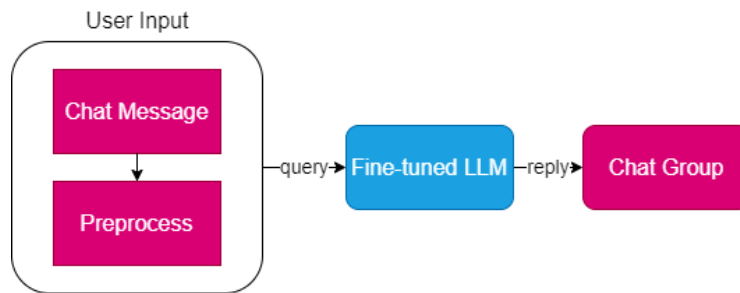 User Input
Chat Message
Preprocess
query
Fine-tuned LLM
reply
Chat Group